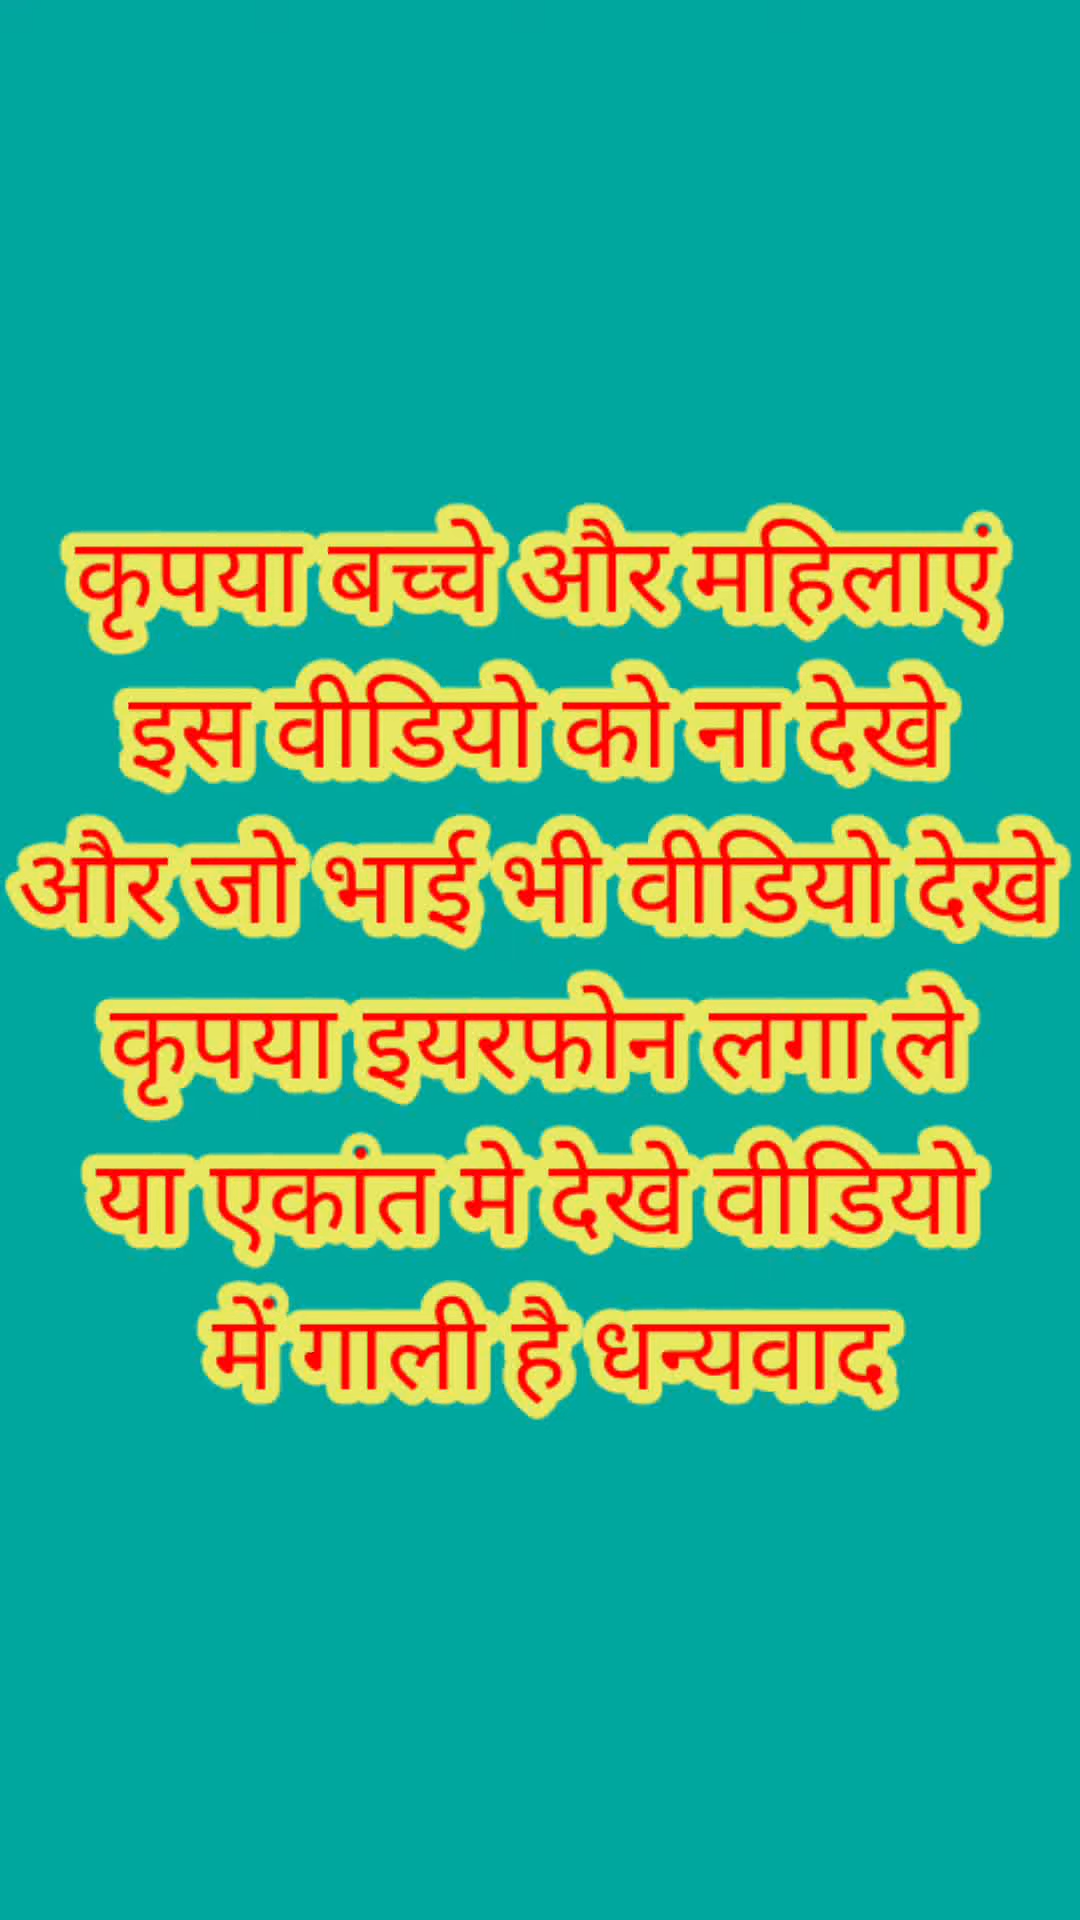 कृपया बच्चे और महिलाएं
इस वीडियो को ना देखे
और जो भाई भी वीडियो देखे
कृपया इयरफोन लगा ले
या एकांत मे देखे वीडियो
में गाली है धन्यवाद